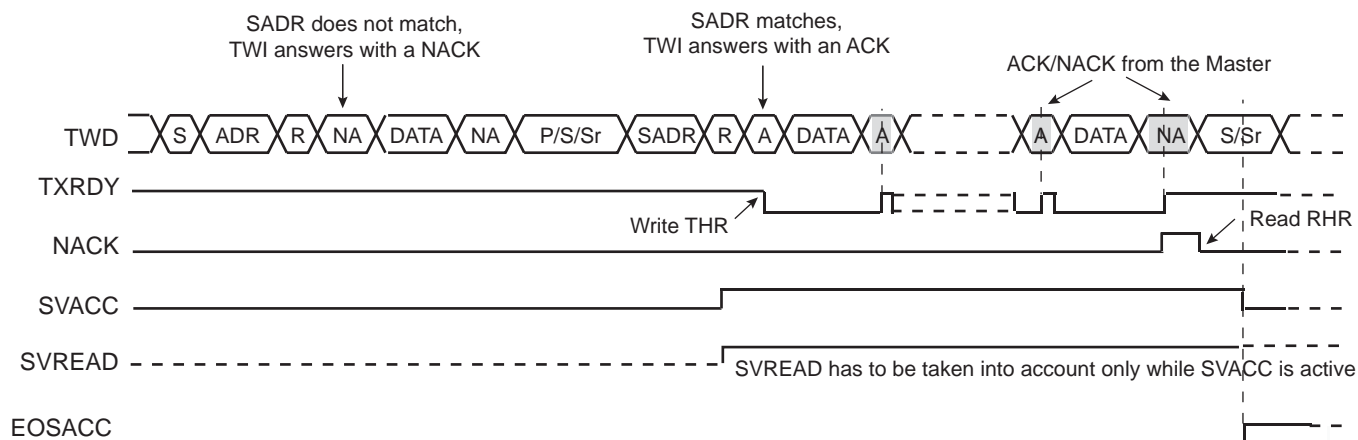 SADR does not match,
TWI answers with a NACK
SADR matches,
TWI answers with an ACK
ACK/NACK from the Master
TWD
S ADR R NA DATA NA P/S/Sr SADR R A DATA A A DATA NA S/Sr
TXRDY
Write THR
Read RHR
NACK
SVACC
SVREAD
SVREAD has to be taken into account only while SVACC is active
EOSACC